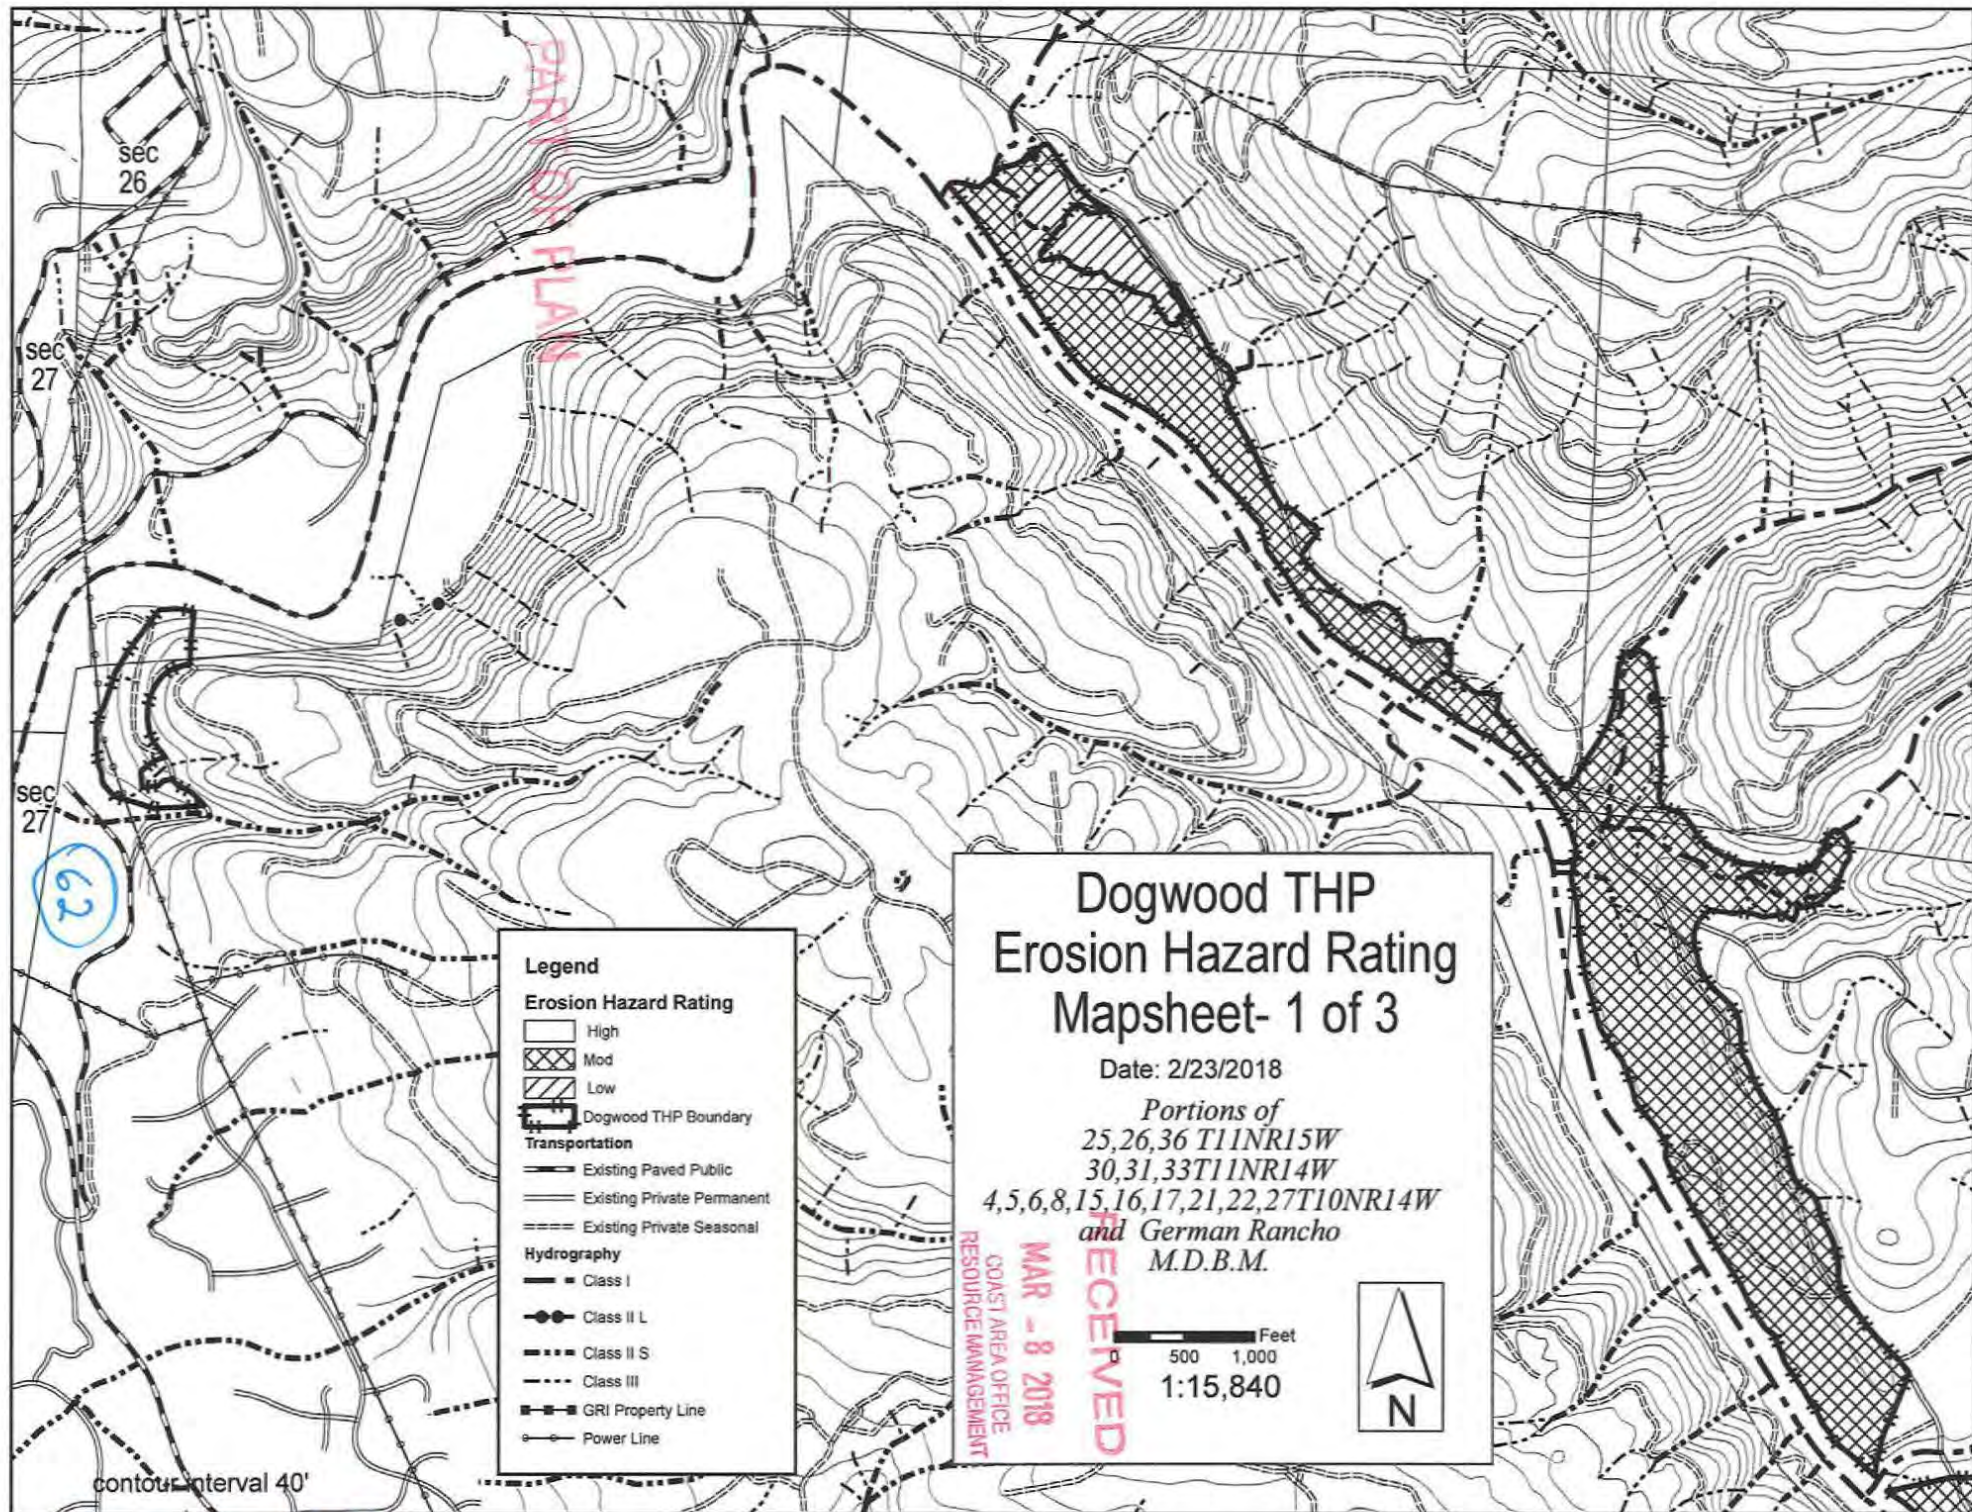 PART OF PLAN
sec
26
sec
27
sec
27
62
Legend
Erosion Hazard Rating
High
Mod
Low
Dogwood THP Boundary
Transportation
Existing Paved Public
Existing Private Permanent
Existing Private Seasonal
Hydrography
Class I
Class II L
Class II S
Class III
GRI Property Line
Power Line
contour interval 40'
Dogwood THP
Erosion Hazard Rating
Mapsheet- 1 of 3
Date: 2/23/2018
Portions of
25,26,36 T11NR15W
30,31,33T11NR14W
4,5,6,8,15,16,17,21,22,27T10NR14W
and German Rancho
M.D.B.M.
RECEIVED
MAR - 8 2018
COAST AREA OFFICE
RESOURCE MANAGEMENT
Feet
0 500 1,000
1:15,840
N